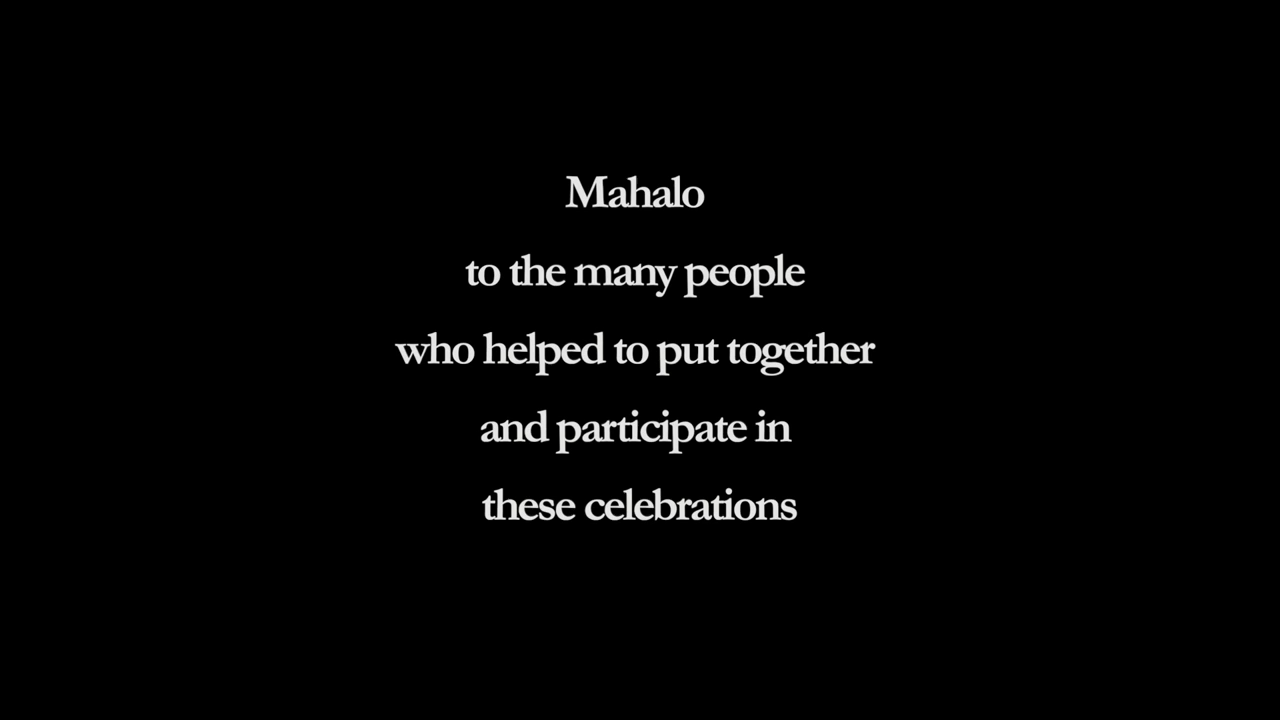 Mahalo
to the many people
who helped to put together
and participate in
these celebrations